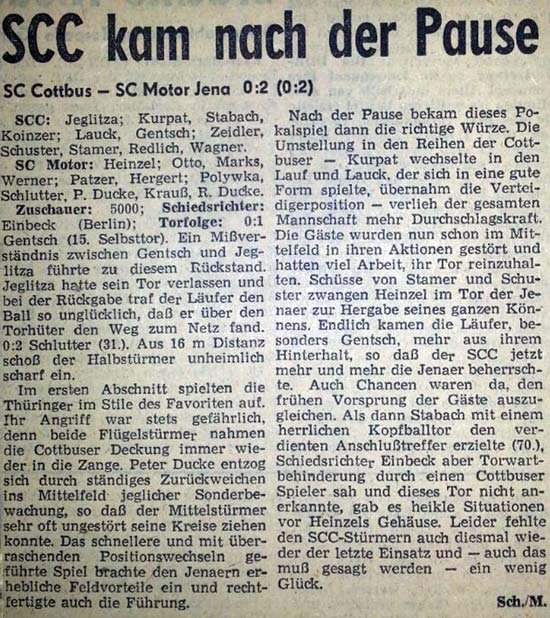 SCC kam nach der Pause
SC Cottbus — SC Motor Jena 0:2 (0:2)
SCC: Jeglitza; Kurpat, Stabach,
Koinzer; Lauck, Gentsch; Zeidler,
Schuster, Stamer, Redlich, Wagner.
SC Motor: Heinzel; Otto, Marks,
Werner; Patzer, Hergert; Polywka,
Schlutter, P. Ducke, Krauß, R. Ducke.
Zuschauer: 5000; Schiedsrichter:
Einbeck (Berlin); Torfolge: 0:1
Gentsch (15. Selbsttor). Ein Mißver-
ständnis zwischen Gentsch und Jeg-
litza führte zu diesem Rückstand.
Jeglitza hatte sein Tor verlassen und
bei der Rückgabe traf der Läufer den
Ball so unglücklich, daß er über den
Torhüter den Weg zum Netz fand.
0:2 Schlutter (31.). Aus 16 m Distanz
schoß der Halbstürmer unheimlich
scharf ein.
Im ersten Abschnitt spielten die
Thüringer im Stile des Favoriten auf.
Ihr Angriff war stets gefährlich,
denn beide Flügelstürmer nahmen
die Cottbuser Deckung immer wie-
der in die Zange. Peter Ducke entzog
sich durch ständiges Zurückweichen
ins Mittelfeld jeglicher Sonderbe-
wachung, so daß der Mittelstürmer
sehr oft ungestört seine Kreise ziehen
konnte. Das schnellere und mit über-
raschenden Positionswechseln ge-
führte Spiel brachte den Jenaern er-
hebliche Feldvorteile ein und recht-
fertigte auch die Führung.
Nach der Pause bekam dieses Po-
kalspiel dann die richtige Würze. Die
Umstellung in den Reihen der Cott-
buser — Kurpat wechselte in den
Lauf und Lauck, der sich in eine gute
Form spielte, übernahm die Vertei-
digerposition — verlieh der gesamten
Mannschaft mehr Durchschlagskraft.
Die Gäste wurden nun schon im Mit-
telfeld in ihren Aktionen gestört und
hatten viel Arbeit, ihr Tor reinzuhal-
ten. Schüsse von Stamer und Schu-
ster zwangen Heinzel im Tor der Je-
naer zur Hergabe seines ganzen Kön-
nens. Endlich kamen die Läufer, be-
sonders Gentsch, mehr aus ihrem
Hinterhalt, so daß der SCC jetzt
mehr und mehr die Jenaer beherrsch-
te. Auch Chancen waren da, den
frühen Vorsprung der Gäste auszu-
gleichen. Als dann Stabach mit einem
herrlichen Kopfballtor den ver-
dienten Anschlußtreffer erzielte (70.),
Schiedsrichter Einbeck aber Torwart-
behinderung durch einen Cottbuser
Spieler sah und dieses Tor nicht an-
erkannte, gab es heikle Situationen
vor Heinzels Gehäuse. Leider fehlte
den SCC-Stürmern auch diesmal wie-
der der letzte Einsatz und — auch das
muß gesagt werden — ein wenig
Glück.
Sch./M.